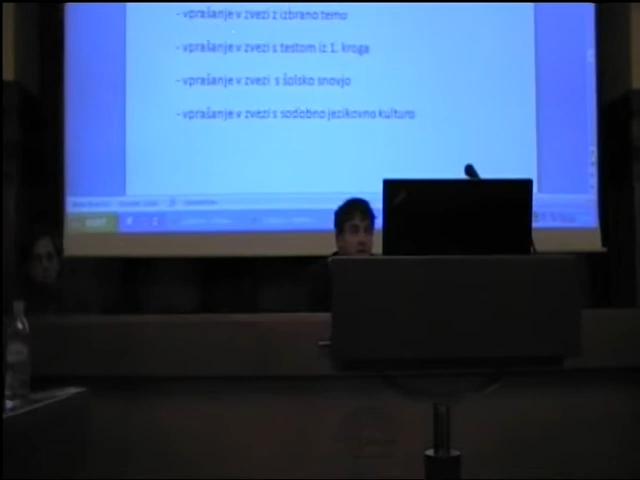 - vprašanje v zvezi z izbrano temo
- vprašanje v zvezi s testom iz 1. kroga
- vprašanje v zvezi s šolsko snovjo
- vprašanje v zvezi s sodobno jezikovno kulturo